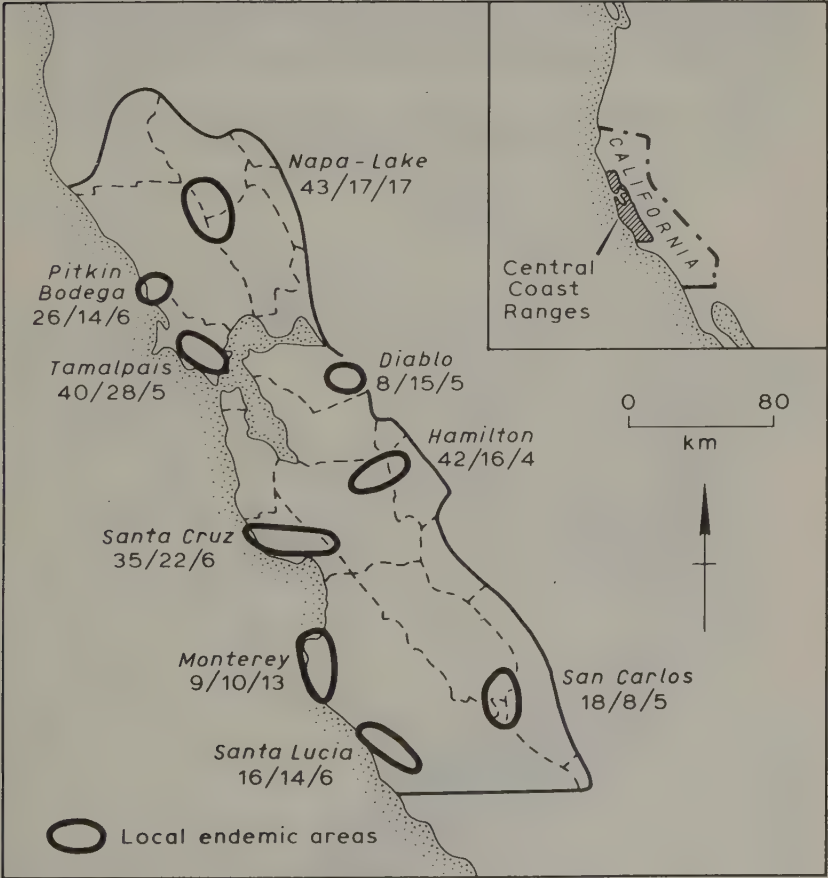 Napa-Lake
43/17/17
Pitkin
Bodega
26/14/6
Tamalpais
40/28/5
Diablo
8/15/5
Hamilton
42/16/4
Santa Cruz
35/22/6
Monterey
9/10/13
San Carlos
18/8/5
Santa Lucia
16/14/6
Local endemic areas
CALIFORNIA
Central
Coast
Ranges
0 80
km